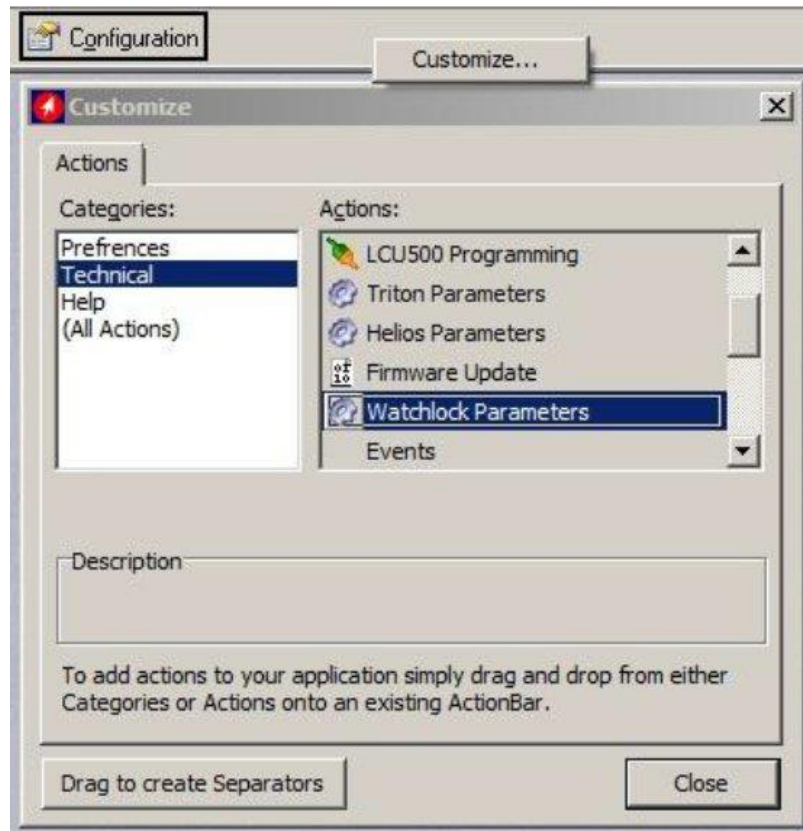 Configuration
Customize...
Customize
Actions
Categories:
Prefrences
Technical
Help
(All Actions)
Actions:
LCU500 Programming
Triton Parameters
Helios Parameters
Firmware Update
Watchlock Parameters
Events
Description
To add actions to your application simply drag and drop from either
Categories or Actions onto an existing ActionBar.
Drag to create Separators
Close